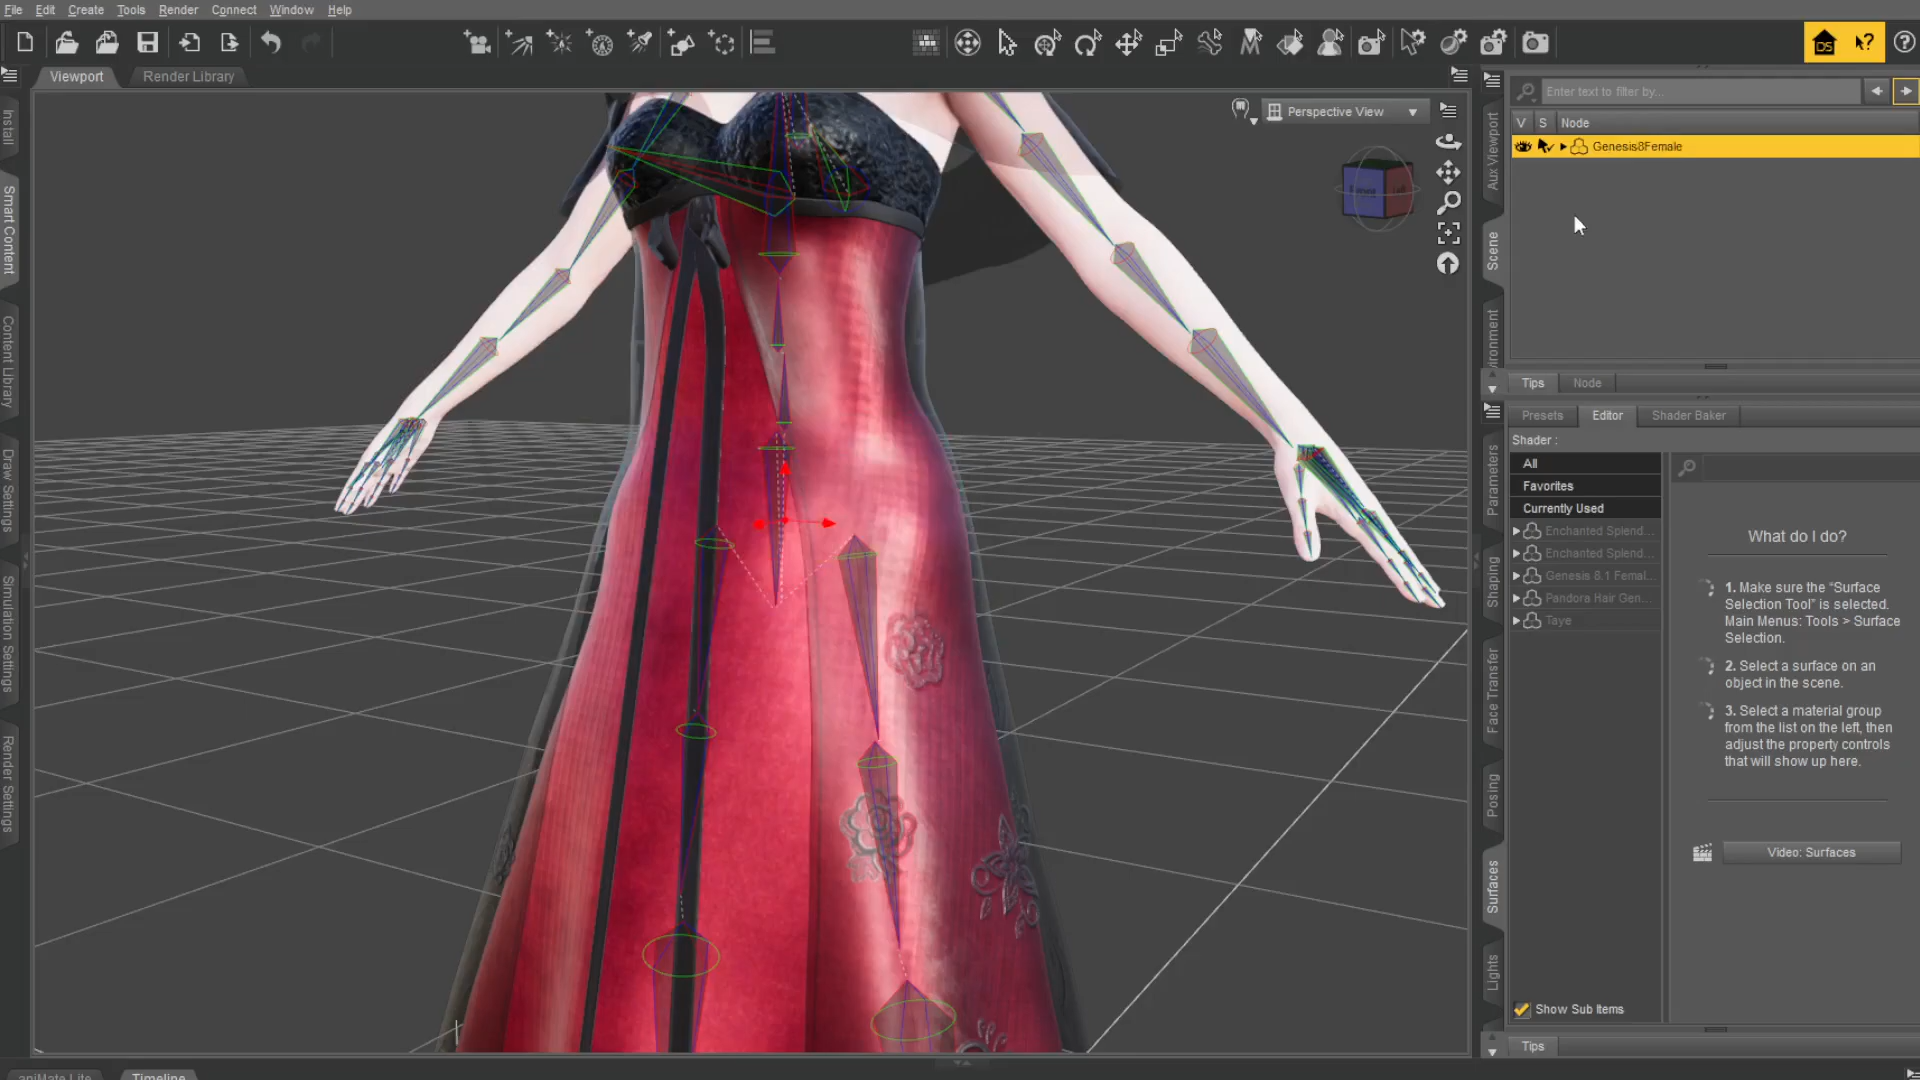 File Edit Create Tools Render Connect Window Help
Viewport
Render Library
Perspective View
Install
Smart Content
Content Library
Draw Settings
Simulation Settings
Render Settings
aniMate Lite
Timeline
Aux Viewport
Scene
Enter text to filter by...
V S Node
Genesis8Female
Tips
Node
Parameters
Shaping
Face Transfer
Posing
Surfaces
Lights
Presets
Editor
Shader Baker
Shader :
All
Favorites
Currently Used
Enchanted Splend...
Enchanted Splend...
Genesis 8.1 Femal...
Pandora Hair Gen...
Taye
What do I do?
1. Make sure the “Surface
Selection Tool” is selected.
Main Menus: Tools > Surface
Selection.
2. Select a surface on an
object in the scene.
3. Select a material group
from the list on the left, then
adjust the property controls
that will show up here.
Video: Surfaces
Show Sub Items
Tips